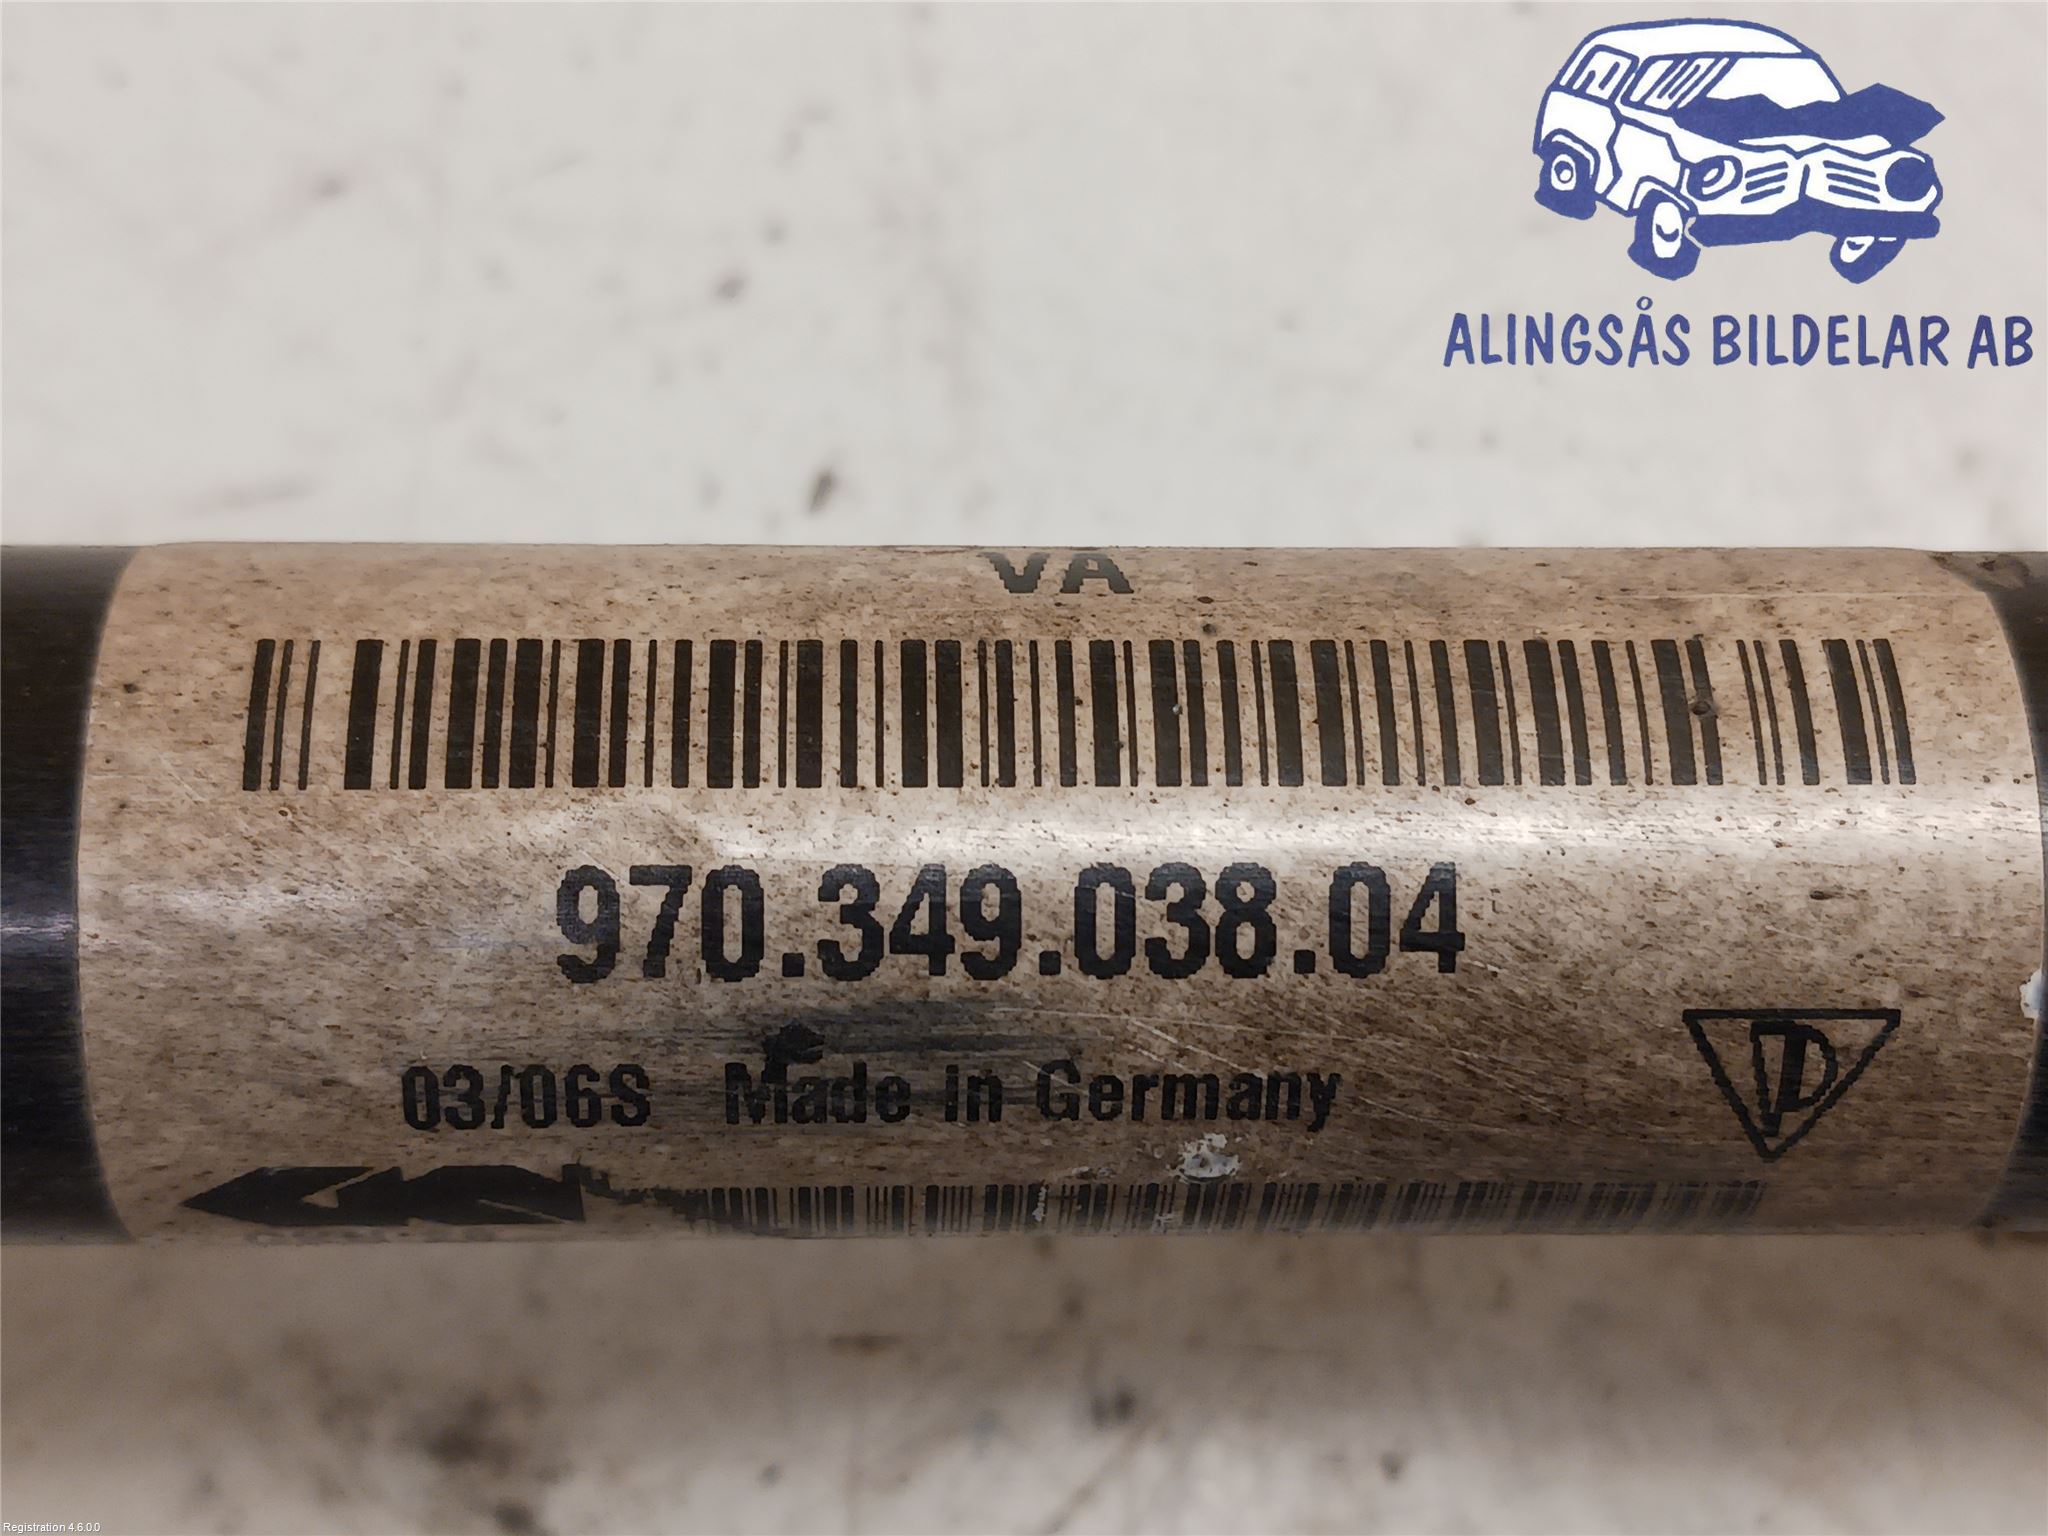 ALINGSÅS BILDELAR AB
VA
970.349.038.04
03/06S Made in Germany
Registration 4.6.0.0